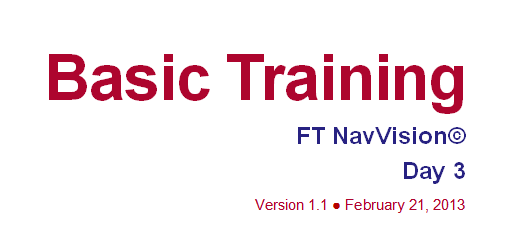 Basic Training
FT NavVision©
Day 3
Version 1.1 ● February 21, 2013